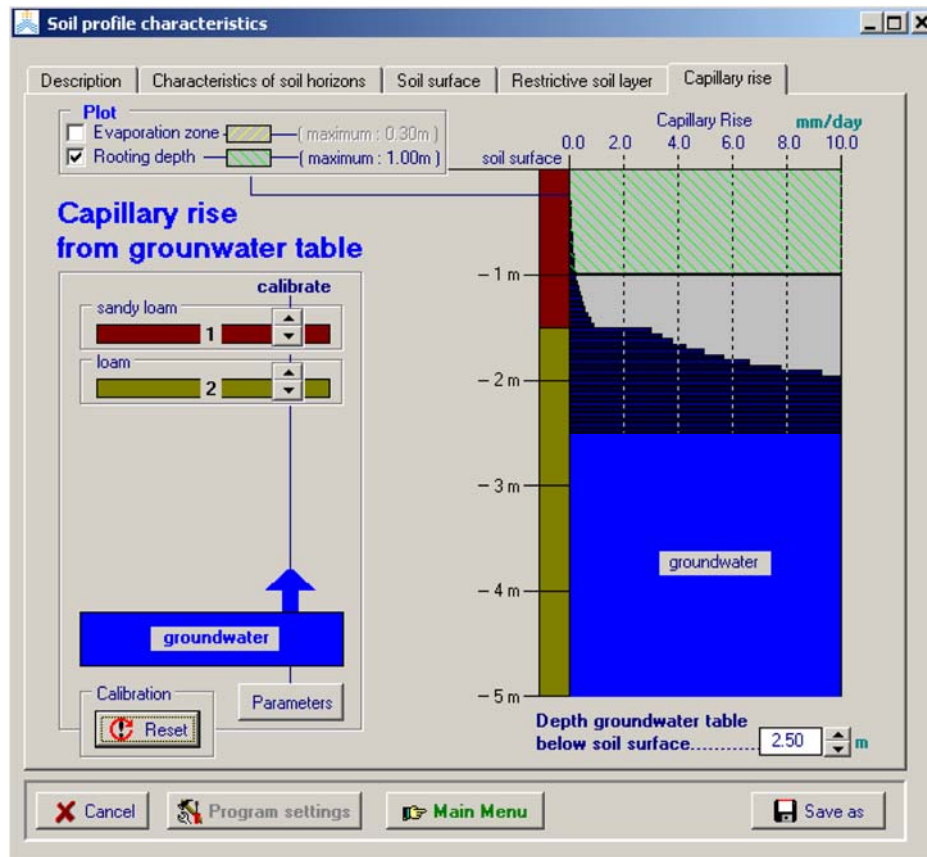 Soil profile characteristics
Description Characteristics of soil horizons Soil surface Restrictive soil layer Capillary rise
Plot
Evaporation zone ( maximum : 0.30m )
Rooting depth ( maximum : 1.00m )
Capillary rise
from grounwater table
calibrate
sandy loam
1
loam
2
groundwater
Calibration
Reset
Parameters
Capillary Rise mm/day
soil surface 0.0 2.0 4.0 6.0 8.0 10.0
1 m
2 m
3 m
groundwater
4 m
5 m
Depth groundwater table
below soil surface........... 2.50 m
Cancel Program settings Main Menu Save as